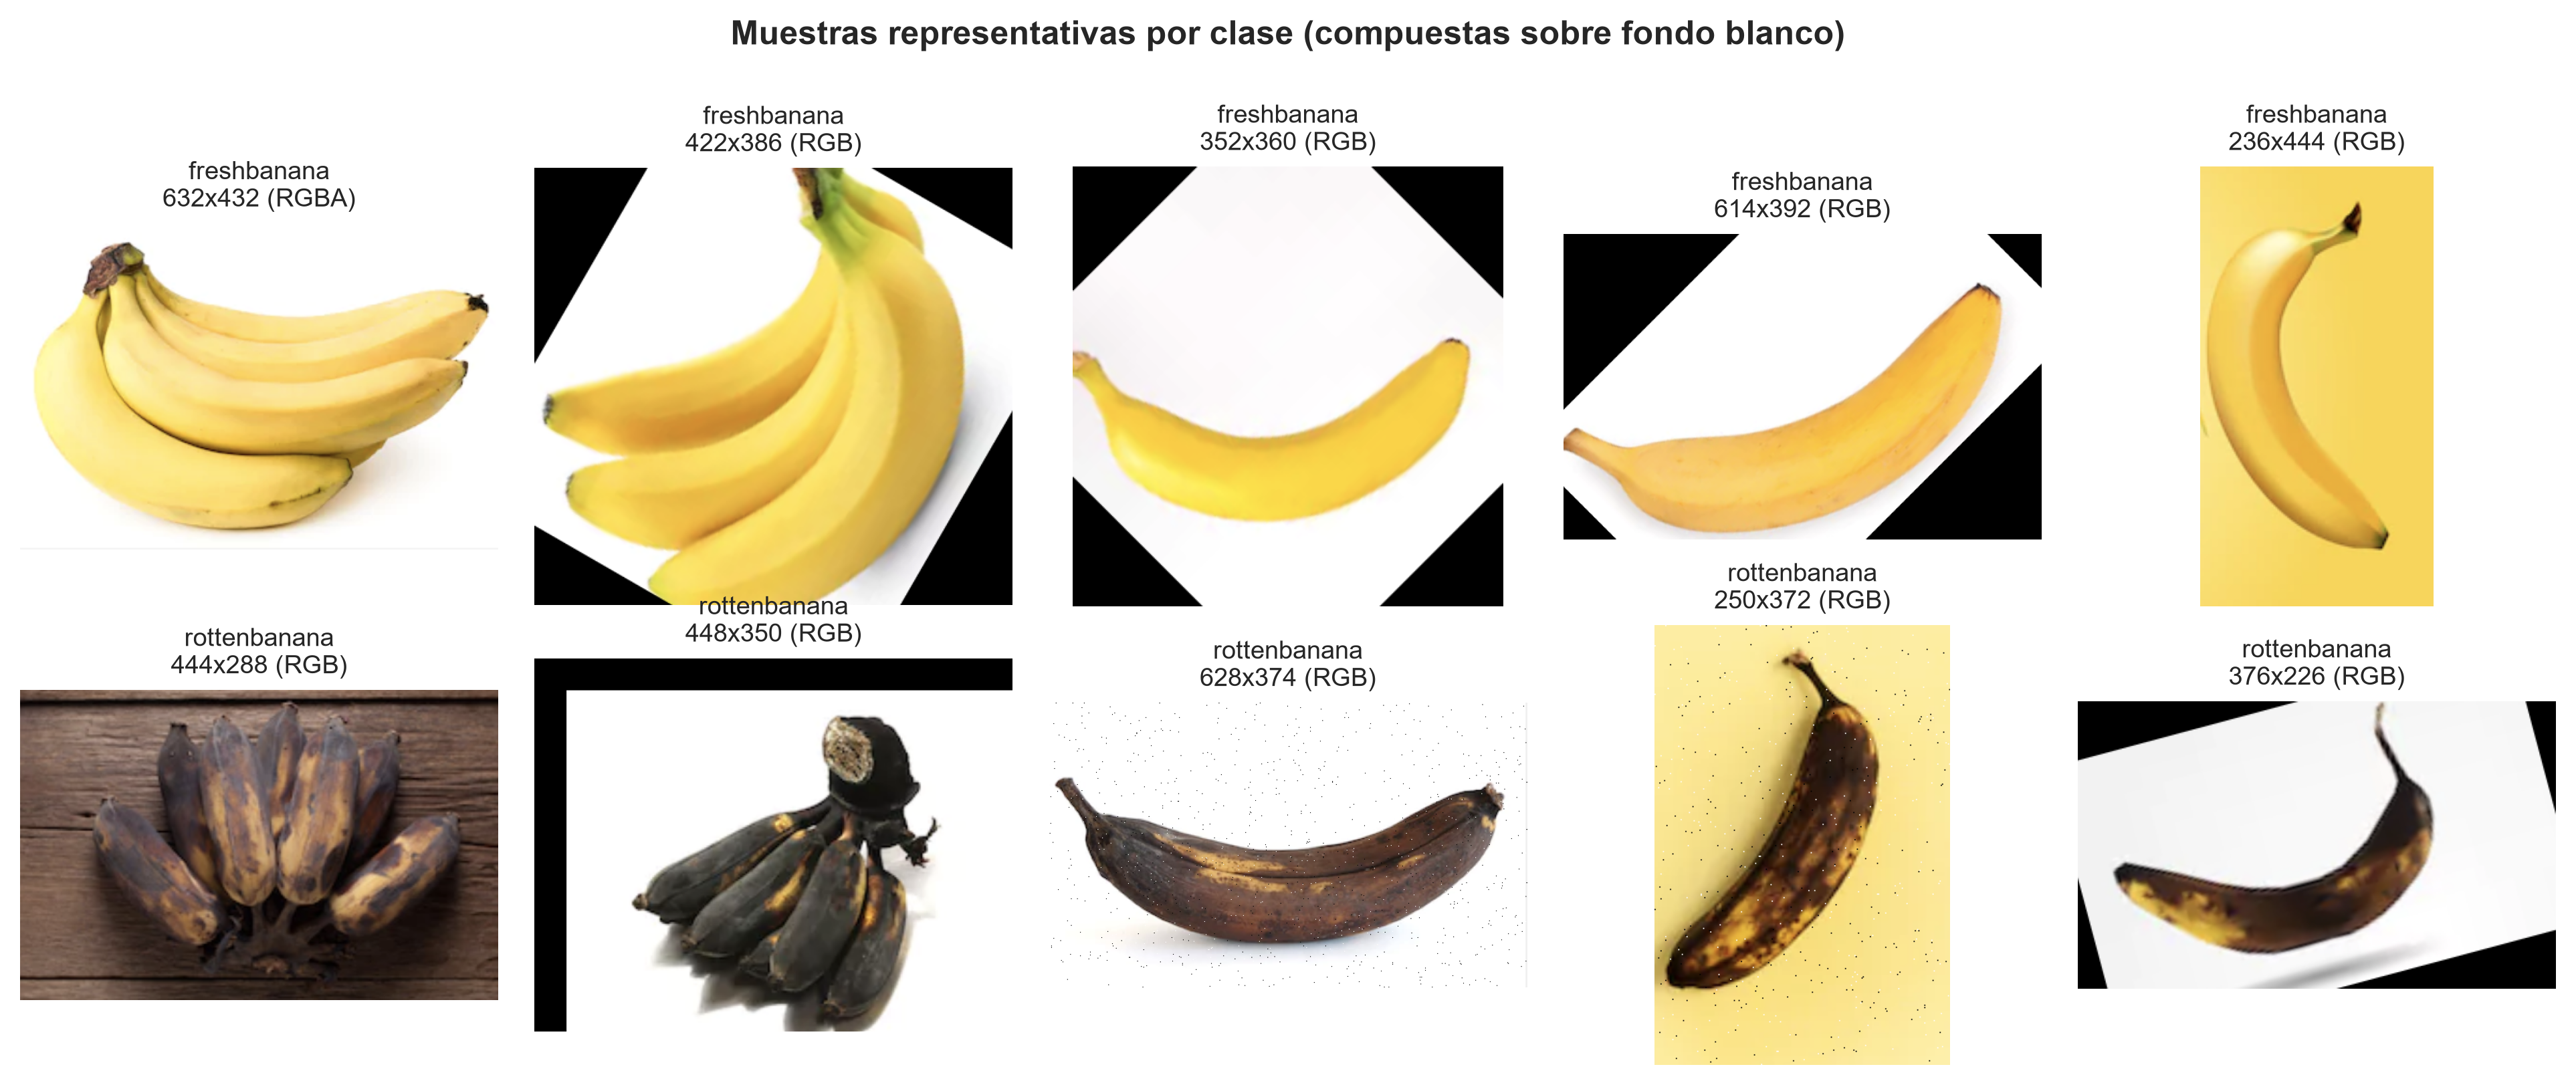 Muestras representativas por clase (compuestas sobre fondo blanco)
freshbanana
632x432 (RGBA)
freshbanana
422x386 (RGB)
freshbanana
352x360 (RGB)
freshbanana
614x392 (RGB)
freshbanana
236x444 (RGB)
rottenbanana
444x288 (RGB)
rottenbanana
448x350 (RGB)
rottenbanana
628x374 (RGB)
rottenbanana
250x372 (RGB)
rottenbanana
376x226 (RGB)